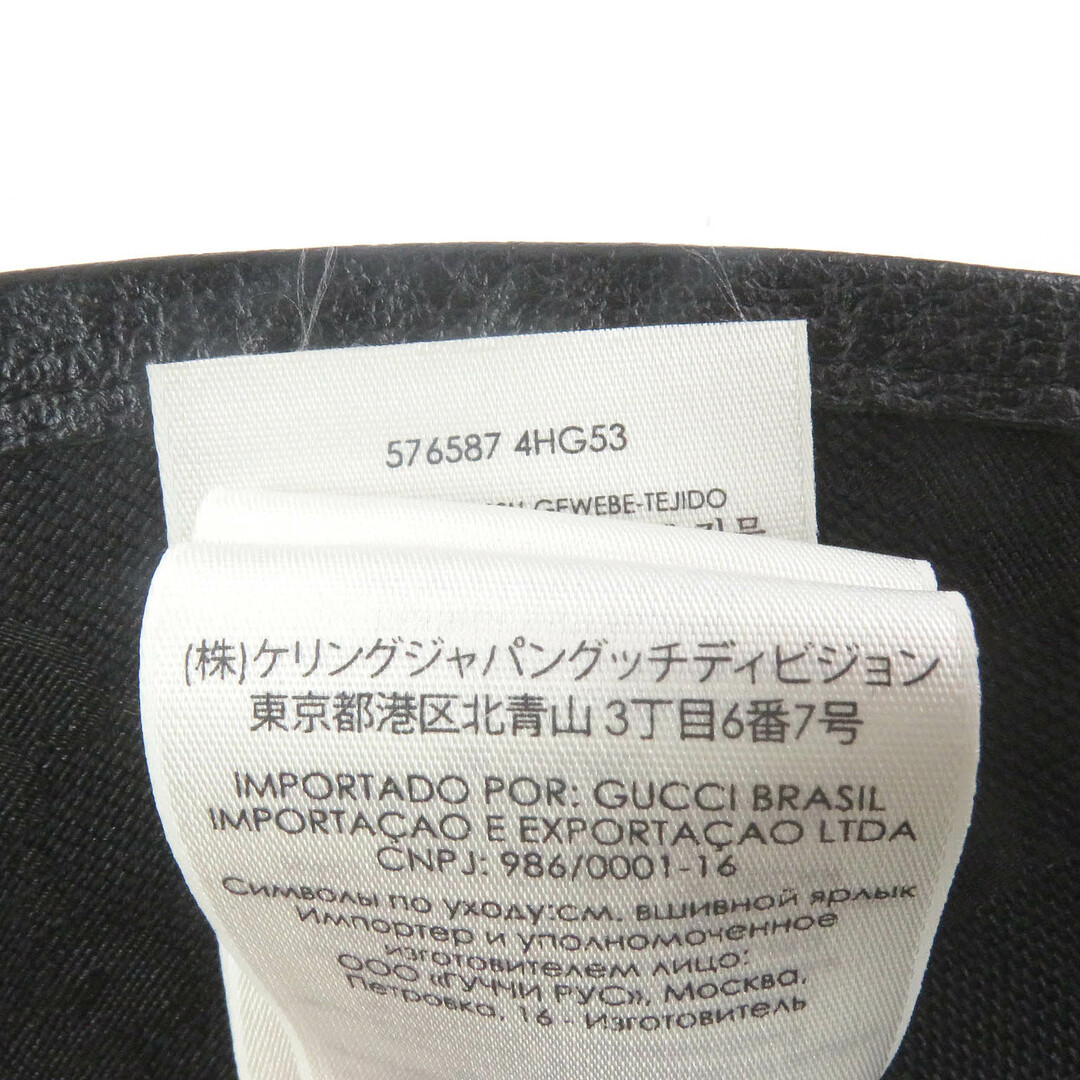 576587 4HG53
GEWEBE-TEJIDO
(株)ケリングジャパングッチディビジョン
東京都港区北青山3丁目6番7号
IMPORTADO POR: GUCCI BRASIL
IMPORTAÇAO E EXPORTAÇAO LTDA
CNPJ: 986/0001-16
Символы по уходу:см. вшивной ярлык
Импортер и уполномоченное
изготовителем лицо:
ООО «ГУЧЧИ РУС», Москва,
Петровка, 16 - Изготовитель